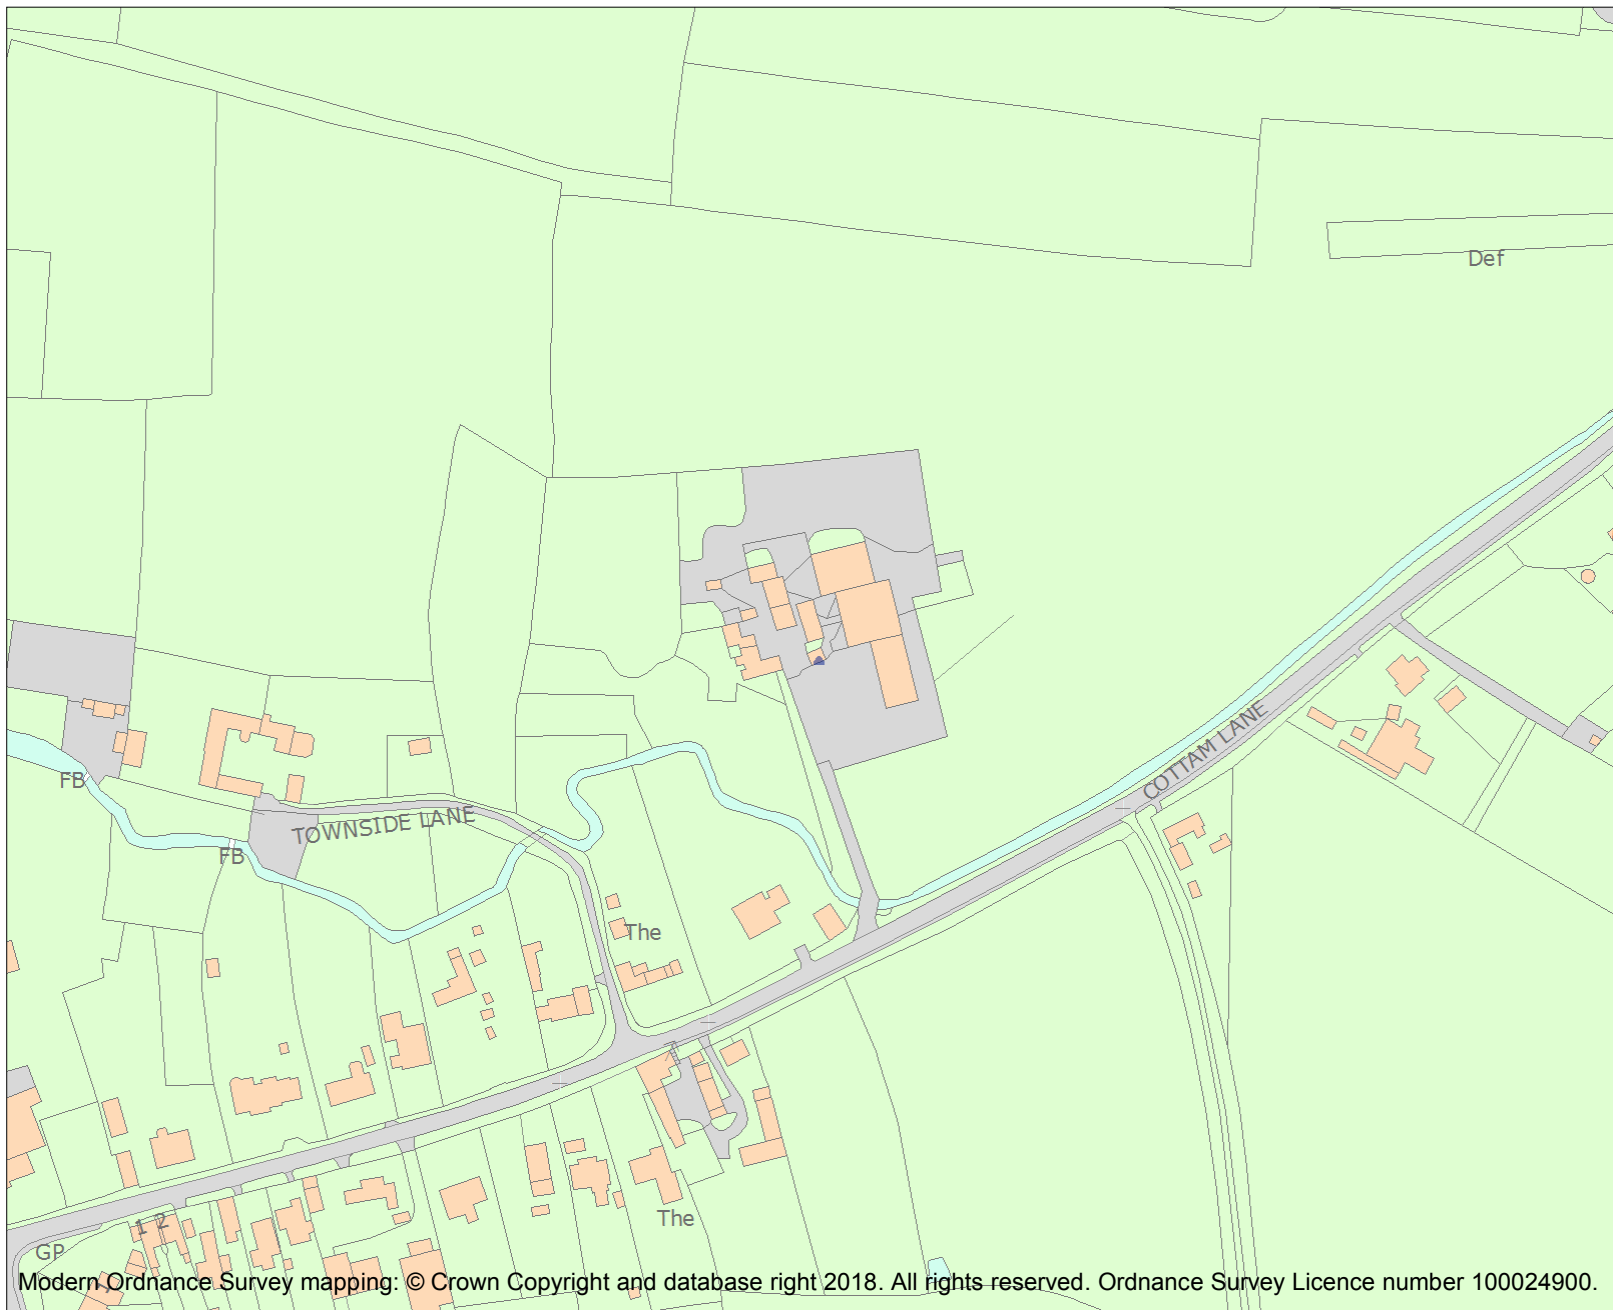 Def
COTTAM LANE
FB
TOWNSIDE LANE
FB
The
The
1 2
GP
Modern Ordnance Survey mapping: © Crown Copyright and database right 2018. All rights reserved. Ordnance Survey Licence number 100024900.